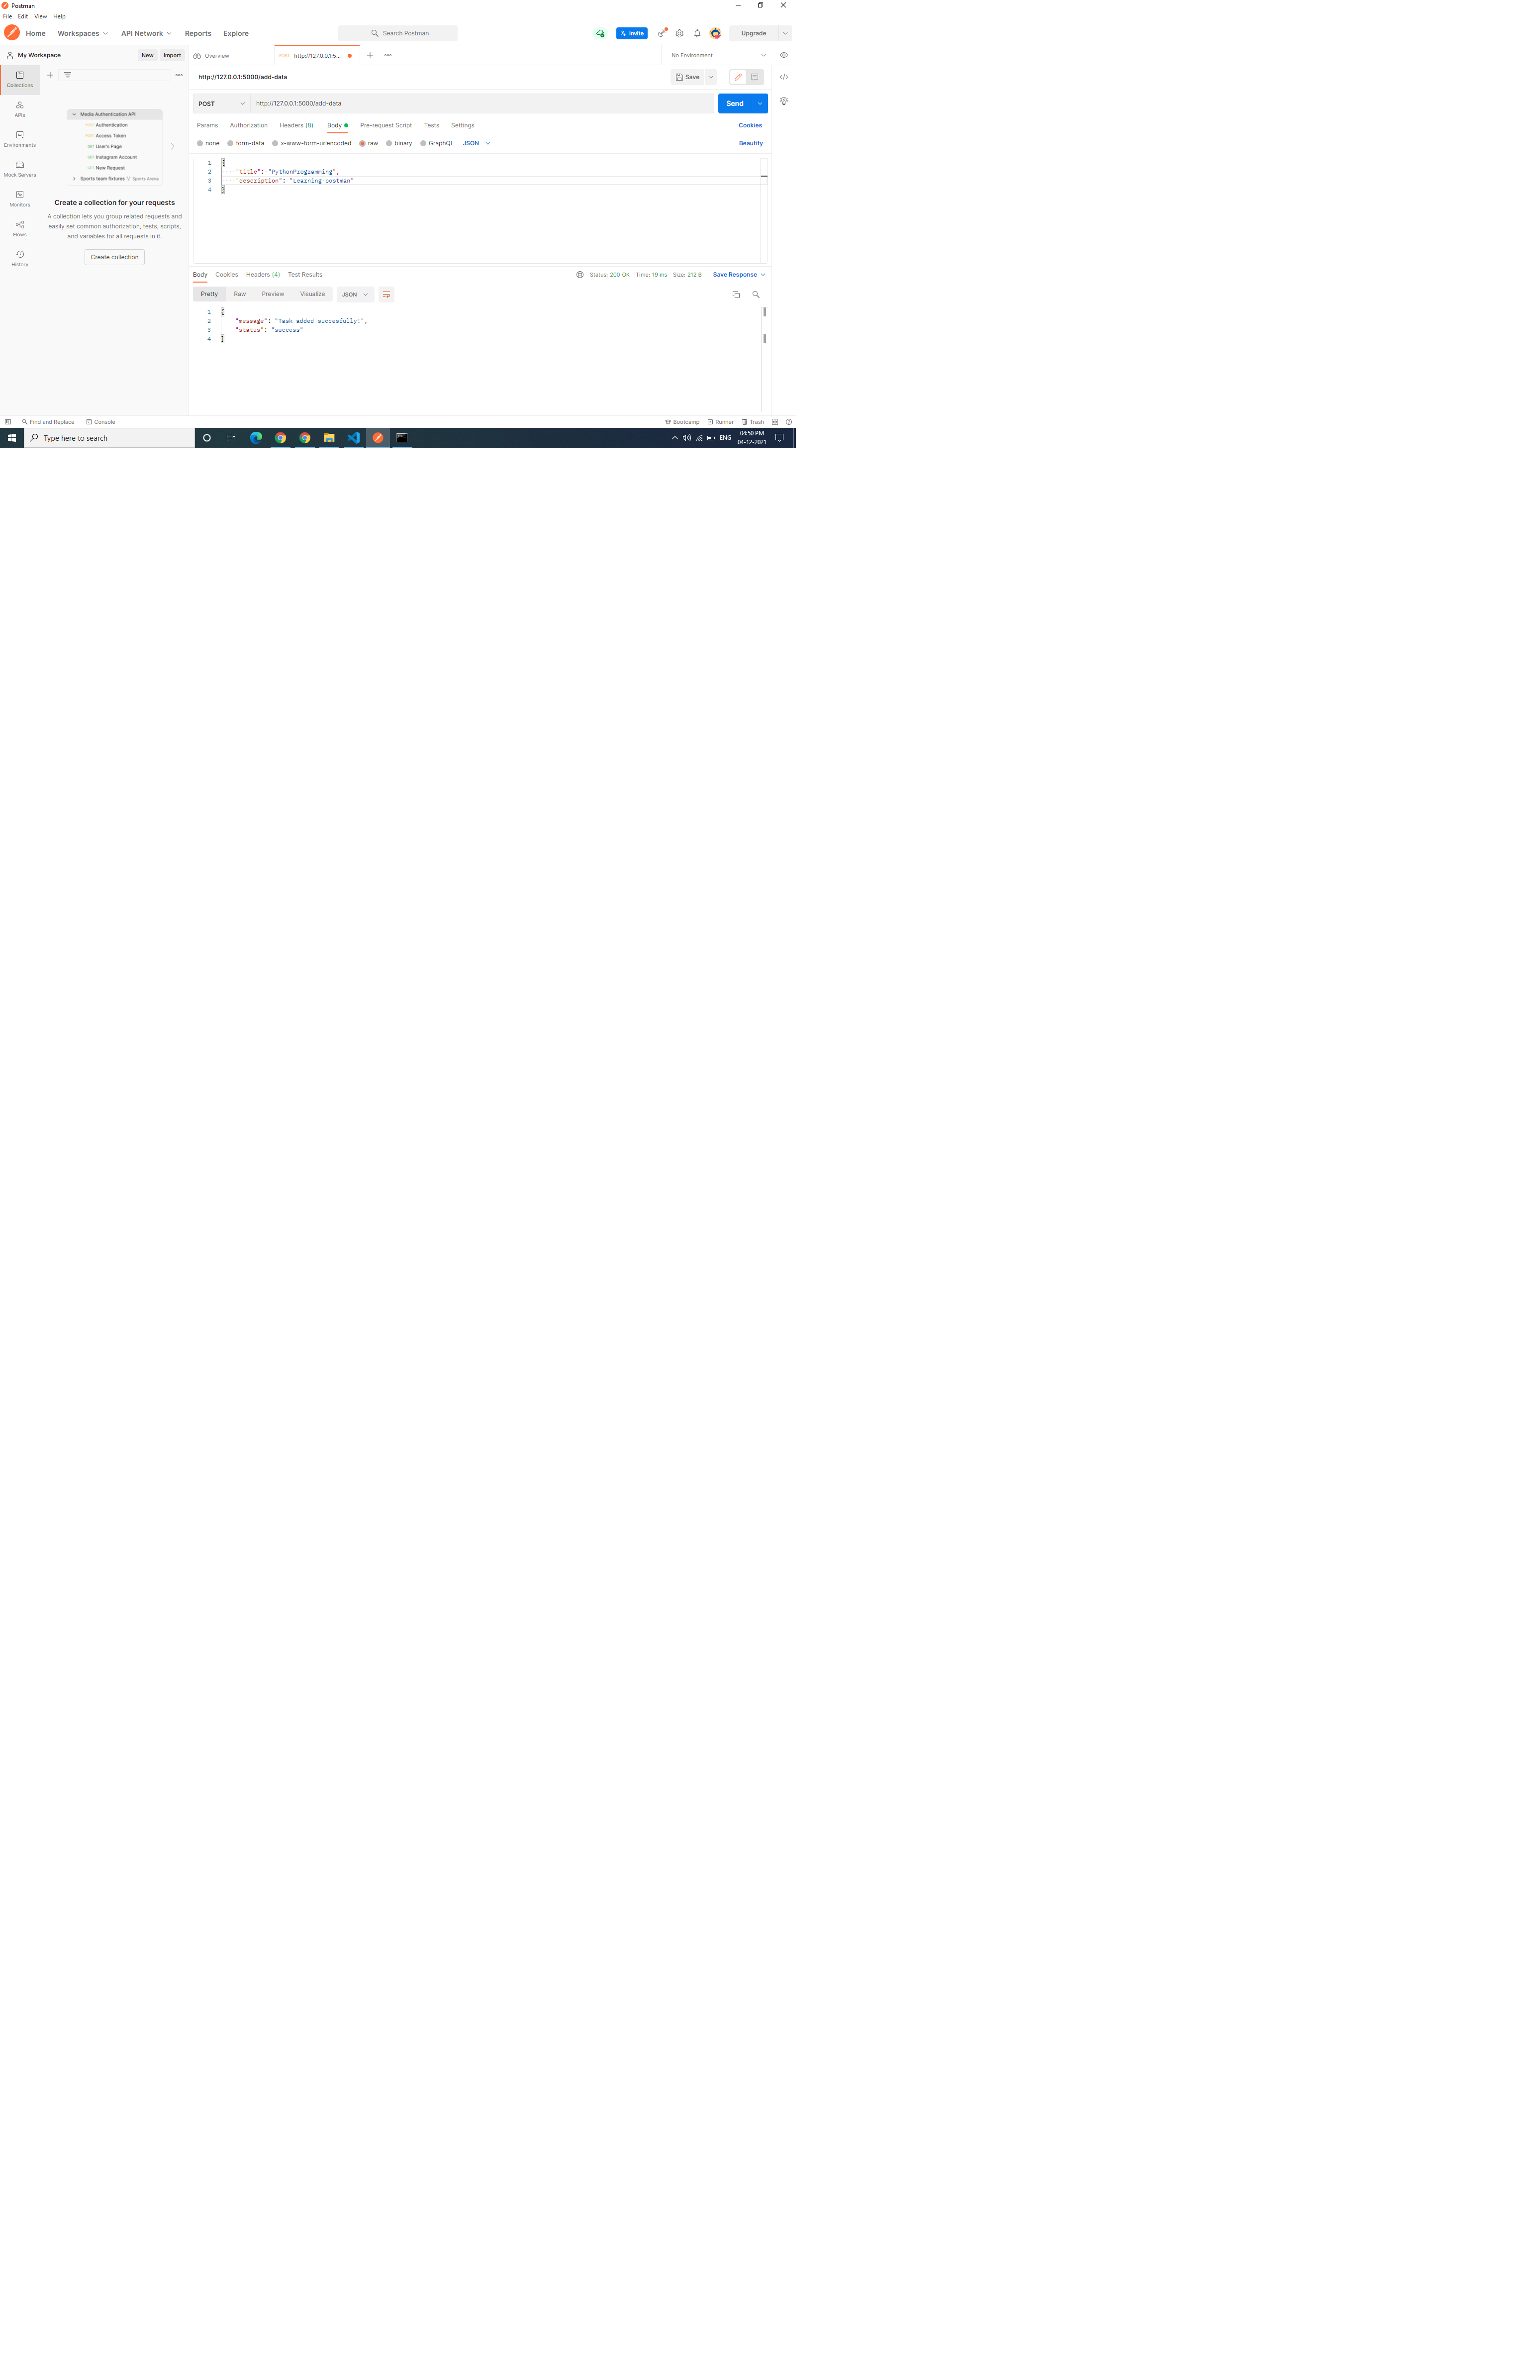 Postman
File Edit View Help
Home Workspaces API Network Reports Explore
Search Postman
Invite
Upgrade
My Workspace
New Import
Overview
POST http://127.0.0.1:5...
No Environment
Collections
APIs
Environments
Mock Servers
Monitors
Flows
History
Media Authentication API
POST Authentication
POST Access Token
GET User's Page
GET Instagram Account
GET New Request
Sports team fixtures Sports Arena
Create a collection for your requests
A collection lets you group related requests and
easily set common authorization, tests, scripts,
and variables for all requests in it.
Create collection
http://127.0.0.1:5000/add-data
Save
POST http://127.0.0.1:5000/add-data
Send
Params Authorization Headers (8) Body Pre-request Script Tests Settings Cookies
none form-data x-www-form-urlencoded raw binary GraphQL JSON Beautify
1 {
2 "title": "PythonProgramming",
3 "description": "Learning postman"
4 }
Body Cookies Headers (4) Test Results Status: 200 OK Time: 19 ms Size: 212 B Save Response
Pretty Raw Preview Visualize JSON
1 {
2 "message": "Task added succesfully!",
3 "status": "success"
4 }
Find and Replace Console Bootcamp Runner Trash
Type here to search
ENG
04:50 PM
04-12-2021